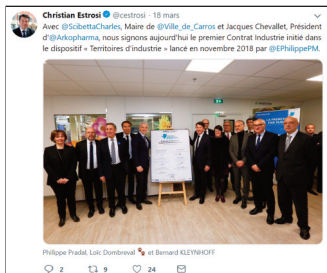 Christian Estrosi @cestrosi · 18 mars
Avec @ScibettaCharles, Maire de @Ville_de_Carros et Jacques Chevallet, Président
d'@Arkopharma, nous signons aujourd'hui le premier Contrat Industrie initié dans
le dispositif « Territoires d'industrie » lancé en novembre 2018 par @EPhilippePM.
Philippe Pradal, Loïc Dombreval et Bernard KLEYNHOFF
2 9 24